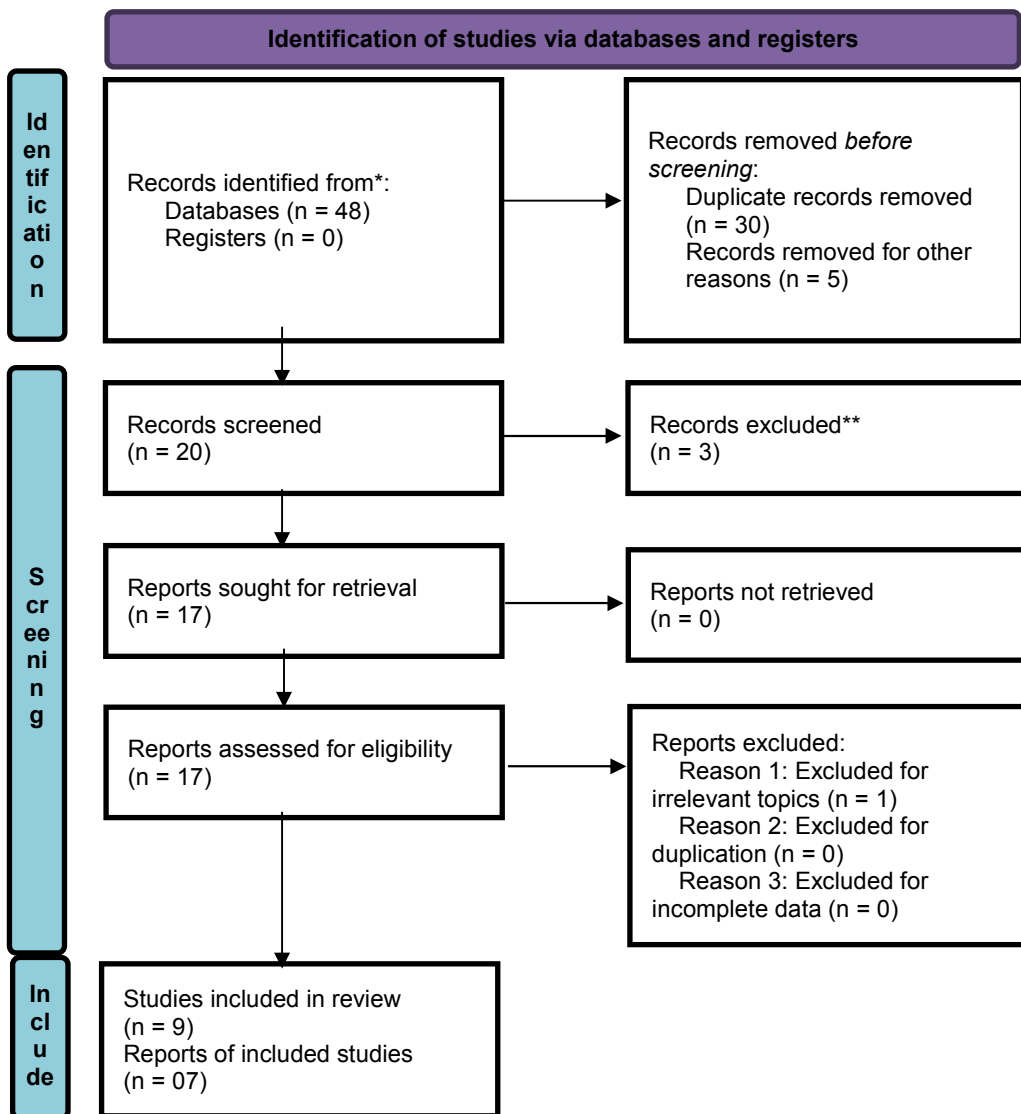 Identification of studies via databases and registers
Id
en
tif
ic
ati
o
n
Records identified from*:
Databases (n = 48)
Registers (n = 0)
Records removed before
screening:
Duplicate records removed
(n = 30)
Records removed for other
reasons (n = 5)
S
cr
ee
ni
n
g
Records screened
(n = 20)
Records excluded**
(n = 3)
Reports sought for retrieval
(n = 17)
Reports not retrieved
(n = 0)
Reports assessed for eligibility
(n = 17)
Reports excluded:
Reason 1: Excluded for
irrelevant topics (n = 1)
Reason 2: Excluded for
duplication (n = 0)
Reason 3: Excluded for
incomplete data (n = 0)
In
cl
u
de
Studies included in review
(n = 9)
Reports of included studies
(n = 07)